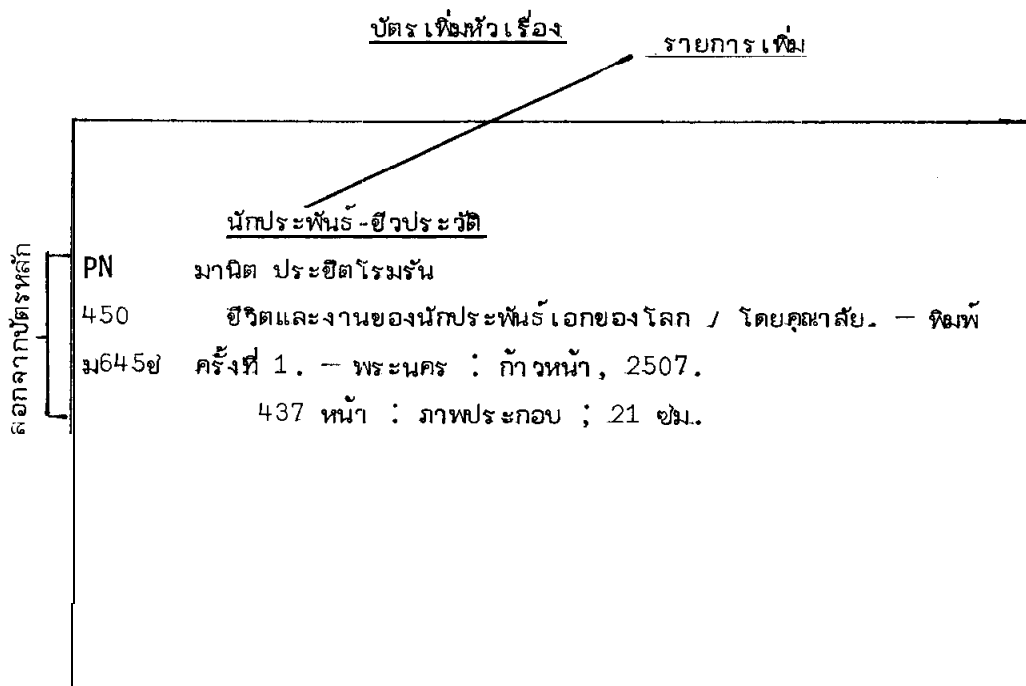 บัตรเพิ่มหัวเรื่อง
รายการเพิ่ม
นักประพันธ์-ชีวประวัติ
ลอกจากบัตรหลัก
PN มานิต ประชิตโรมรัน
450 ชีวิตและงานของนักประพันธ์เอกของโลก / โดยคุณาลัย. — พิมพ์
ม645ช ครั้งที่ 1. — พระนคร : ก้าวหน้า, 2507.
437 หน้า : ภาพประกอบ ; 21 ซม.